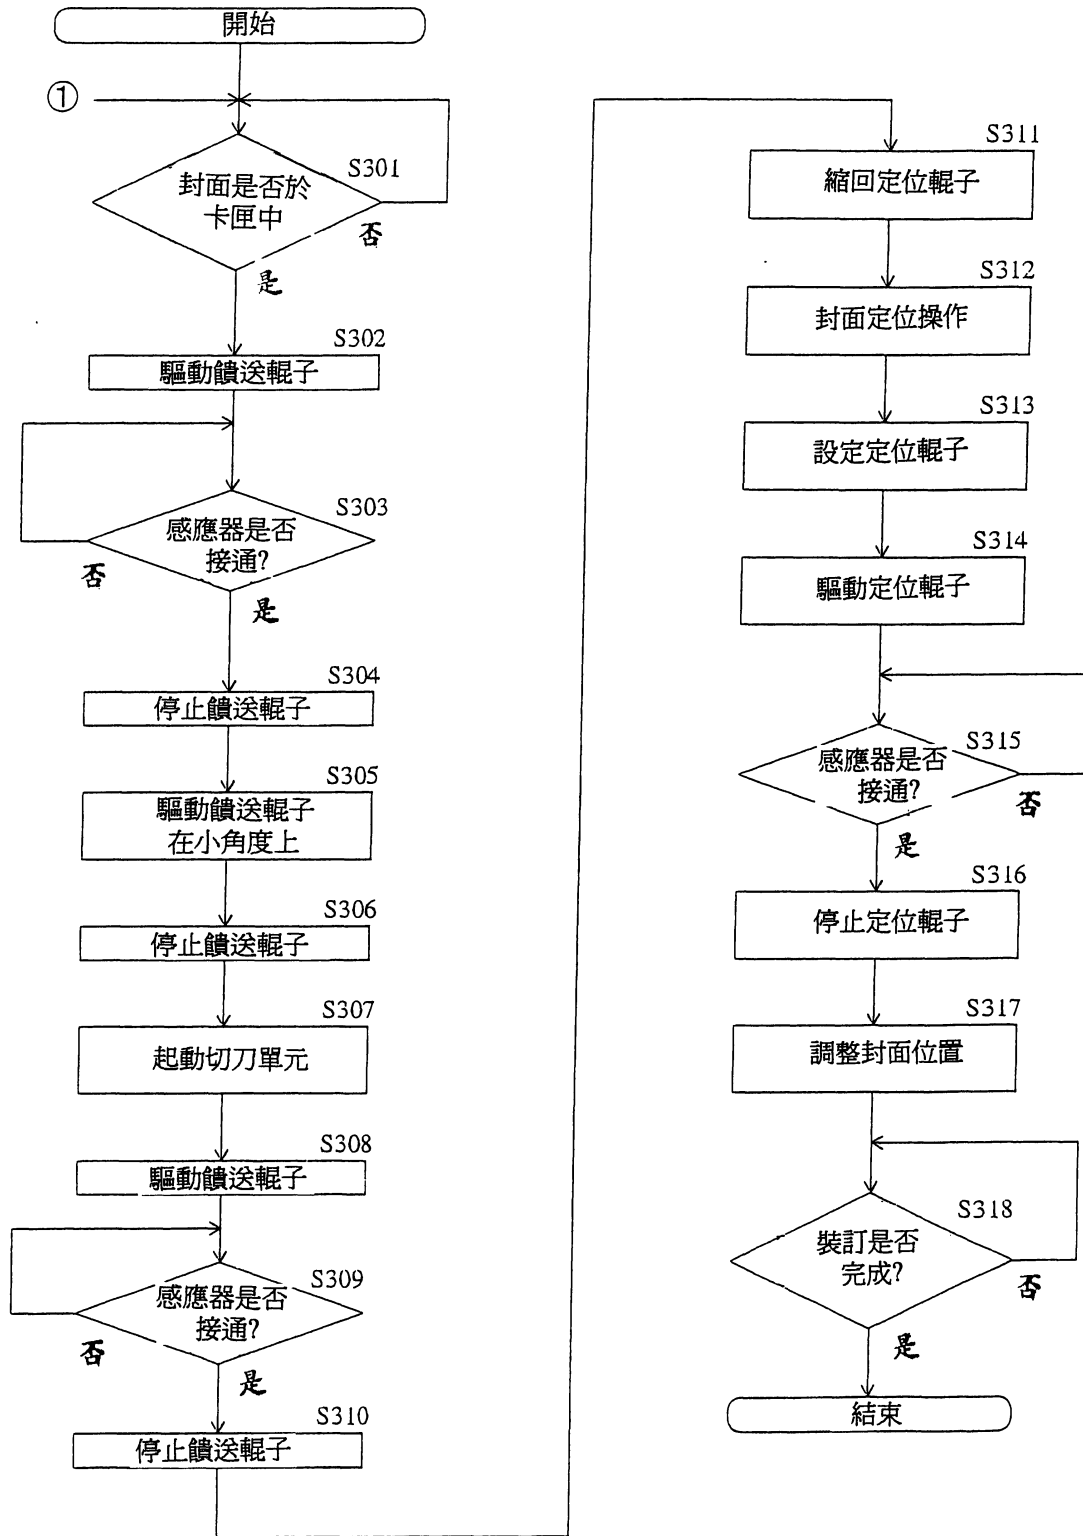 開始
①
S301
封面是否於
卡匣中
否
是
S302
驅動饋送輥子
S303
感應器是否
接通?
否
是
S304
停止饋送輥子
S305
驅動饋送輥子
在小角度上
S306
停止饋送輥子
S307
起動切刀單元
S308
驅動饋送輥子
S309
感應器是否
接通?
否
是
S310
停止饋送輥子
S311
縮回定位輥子
S312
封面定位操作
S313
設定定位輥子
S314
驅動定位輥子
S315
感應器是否
接通?
否
是
S316
停止定位輥子
S317
調整封面位置
S318
裝訂是否
完成?
否
是
結束